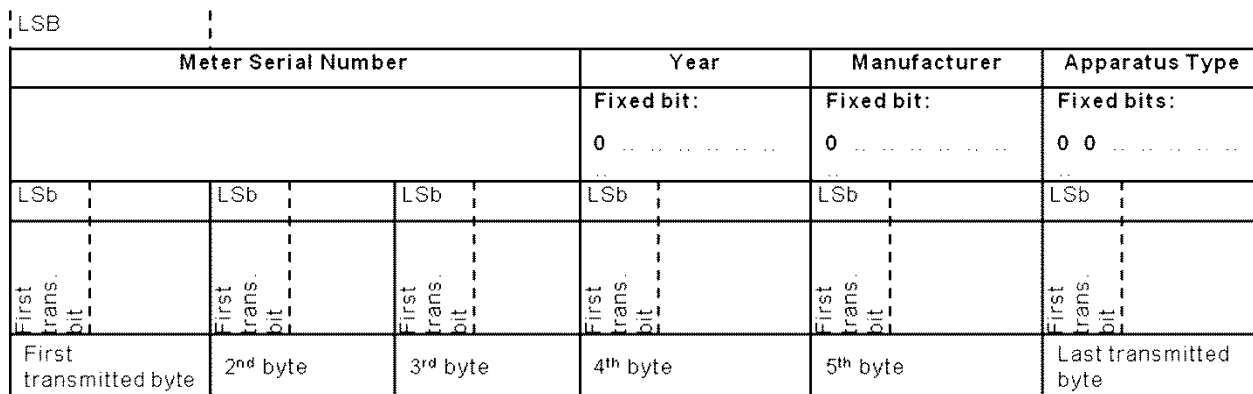 LSB
Meter Serial Number Year Manufacturer Apparatus Type
Fixed bit: Fixed bit: Fixed bits:
0 .. .. .. .. .. .. 0 .. .. .. .. .. .. 0 0 .. .. .. .. ..
.. .. ..
LSb LSb LSb LSb LSb LSb
First trans. bit First trans. bit First trans. bit First trans. bit First trans. bit First trans. bit
First 2nd byte 3rd byte 4th byte 5th byte Last transmitted
transmitted byte byte